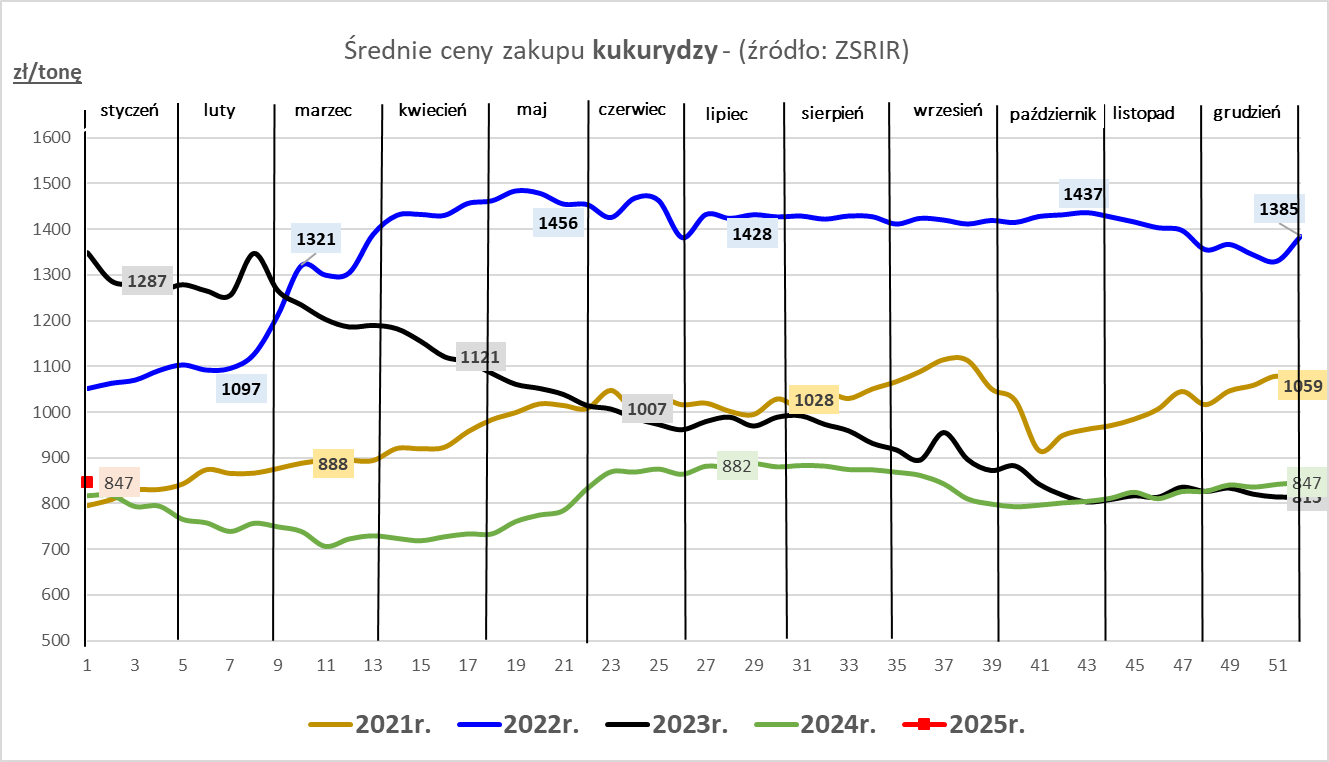 Średnie ceny zakupu kukurydzy - (źródło: ZSRIR)
zł/tonę
styczeń luty marzec kwiecień maj czerwiec lipiec sierpień wrzesień październik listopad grudzień
1600
1500
1437
1400
1321 1456 1428 1385
1300
1287
1200
1100
1097 1121
1000
1007 1028 1059
900
888 882
800
847 847
815
700
600
500
1 3 5 7 9 11 13 15 17 19 21 23 25 27 29 31 33 35 37 39 41 43 45 47 49 51
2021r. 2022r. 2023r. 2024r. 2025r.